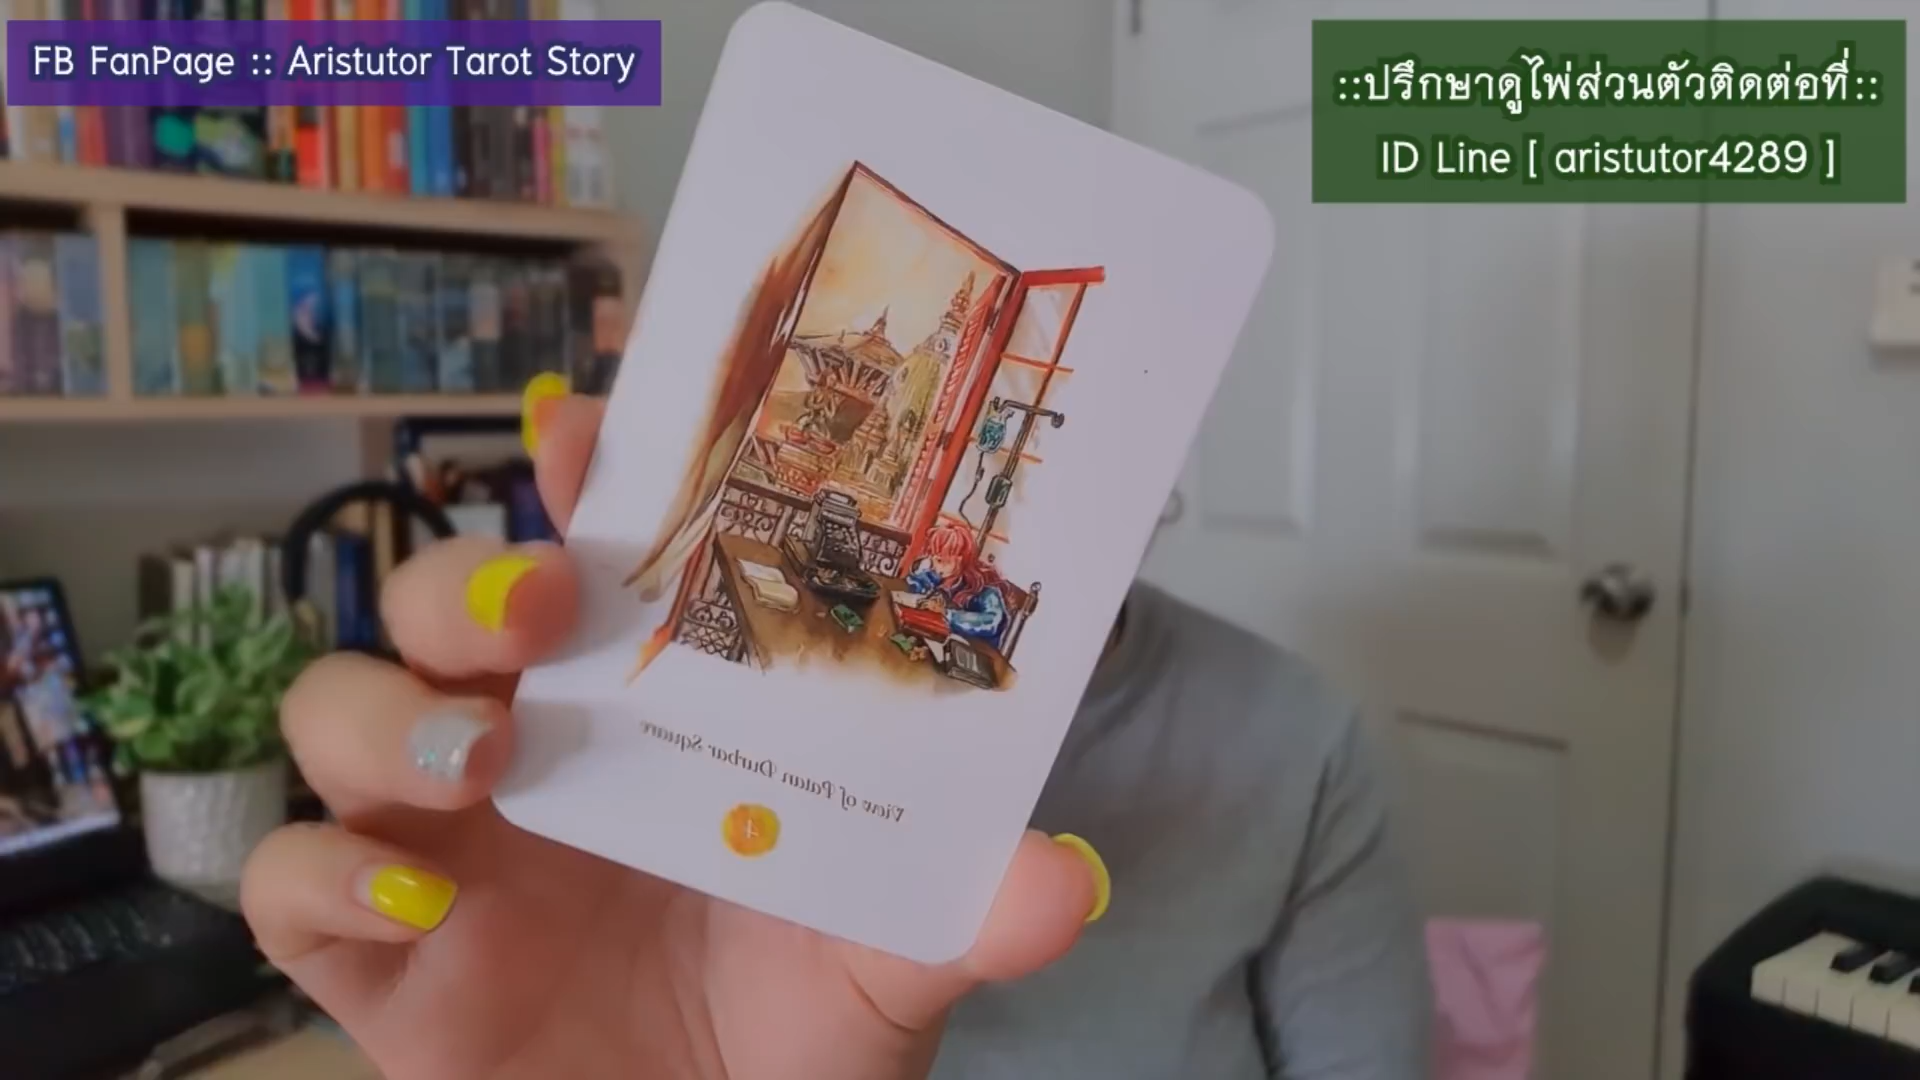 FB FanPage :: Aristutor Tarot Story
::ปรึกษาดูไพ่ส่วนตัวติดต่อที่::
ID Line [ aristutor4289 ]
View of Patan Durbar Square
4